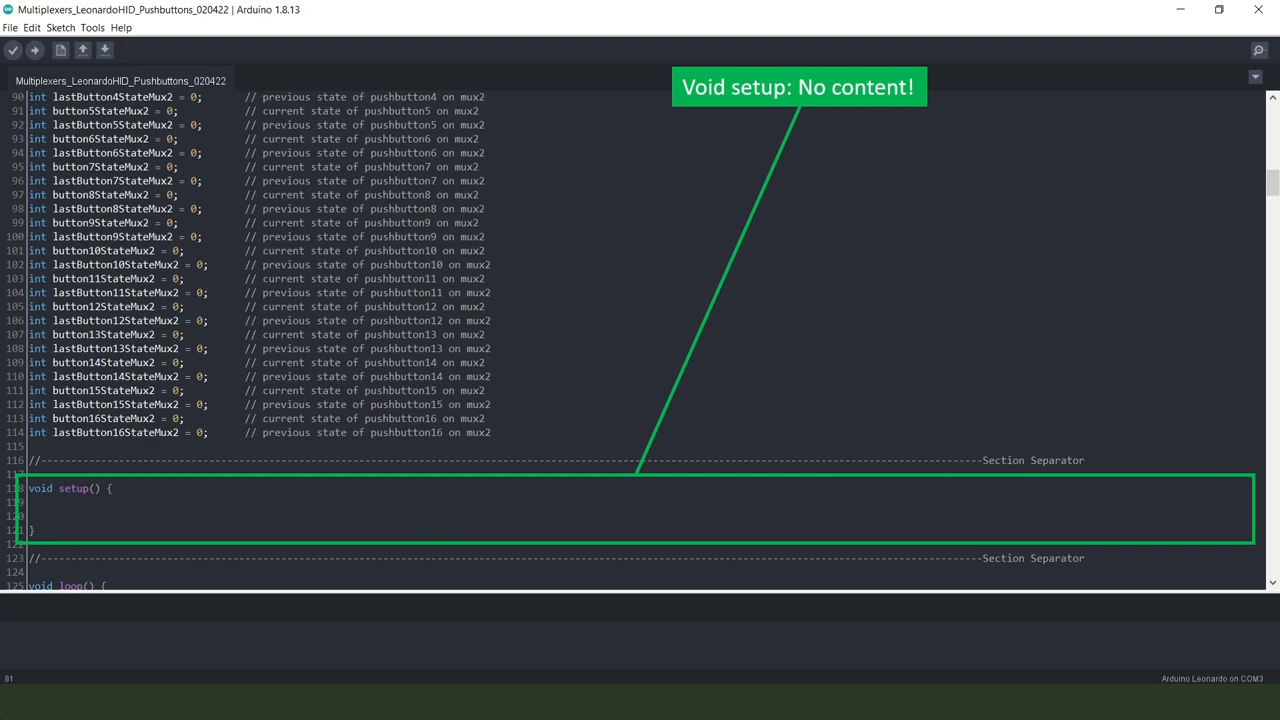 Multiplexers_LeonardoHID_Pushbuttons_020422 | Arduino 1.8.13
File Edit Sketch Tools Help
Multiplexers_LeonardoHID_Pushbuttons_020422
Void setup: No content!
90 int lastButton4StateMux2 = 0; // previous state of pushbutton4 on mux2
91 int button5StateMux2 = 0; // current state of pushbutton5 on mux2
92 int lastButton5StateMux2 = 0; // previous state of pushbutton5 on mux2
93 int button6StateMux2 = 0; // current state of pushbutton6 on mux2
94 int lastButton6StateMux2 = 0; // previous state of pushbutton6 on mux2
95 int button7StateMux2 = 0; // current state of pushbutton7 on mux2
96 int lastButton7StateMux2 = 0; // previous state of pushbutton7 on mux2
97 int button8StateMux2 = 0; // current state of pushbutton8 on mux2
98 int lastButton8StateMux2 = 0; // previous state of pushbutton8 on mux2
99 int button9StateMux2 = 0; // current state of pushbutton9 on mux2
100 int lastButton9StateMux2 = 0; // previous state of pushbutton9 on mux2
101 int button10StateMux2 = 0; // current state of pushbutton10 on mux2
102 int lastButton10StateMux2 = 0; // previous state of pushbutton10 on mux2
103 int button11StateMux2 = 0; // current state of pushbutton11 on mux2
104 int lastButton11StateMux2 = 0; // previous state of pushbutton11 on mux2
105 int button12StateMux2 = 0; // current state of pushbutton12 on mux2
106 int lastButton12StateMux2 = 0; // previous state of pushbutton12 on mux2
107 int button13StateMux2 = 0; // current state of pushbutton13 on mux2
108 int lastButton13StateMux2 = 0; // previous state of pushbutton13 on mux2
109 int button14StateMux2 = 0; // current state of pushbutton14 on mux2
110 int lastButton14StateMux2 = 0; // previous state of pushbutton14 on mux2
111 int button15StateMux2 = 0; // current state of pushbutton15 on mux2
112 int lastButton15StateMux2 = 0; // previous state of pushbutton15 on mux2
113 int button16StateMux2 = 0; // current state of pushbutton16 on mux2
114 int lastButton16StateMux2 = 0; // previous state of pushbutton16 on mux2
115
116 //------------------------------------------------------------------------------------------------------------------------------------------------------------Section Separator
117
118 void setup() {
119
120
121 }
122
123 //------------------------------------------------------------------------------------------------------------------------------------------------------------Section Separator
124
125 void loop() {
81 Arduino Leonardo on COM3